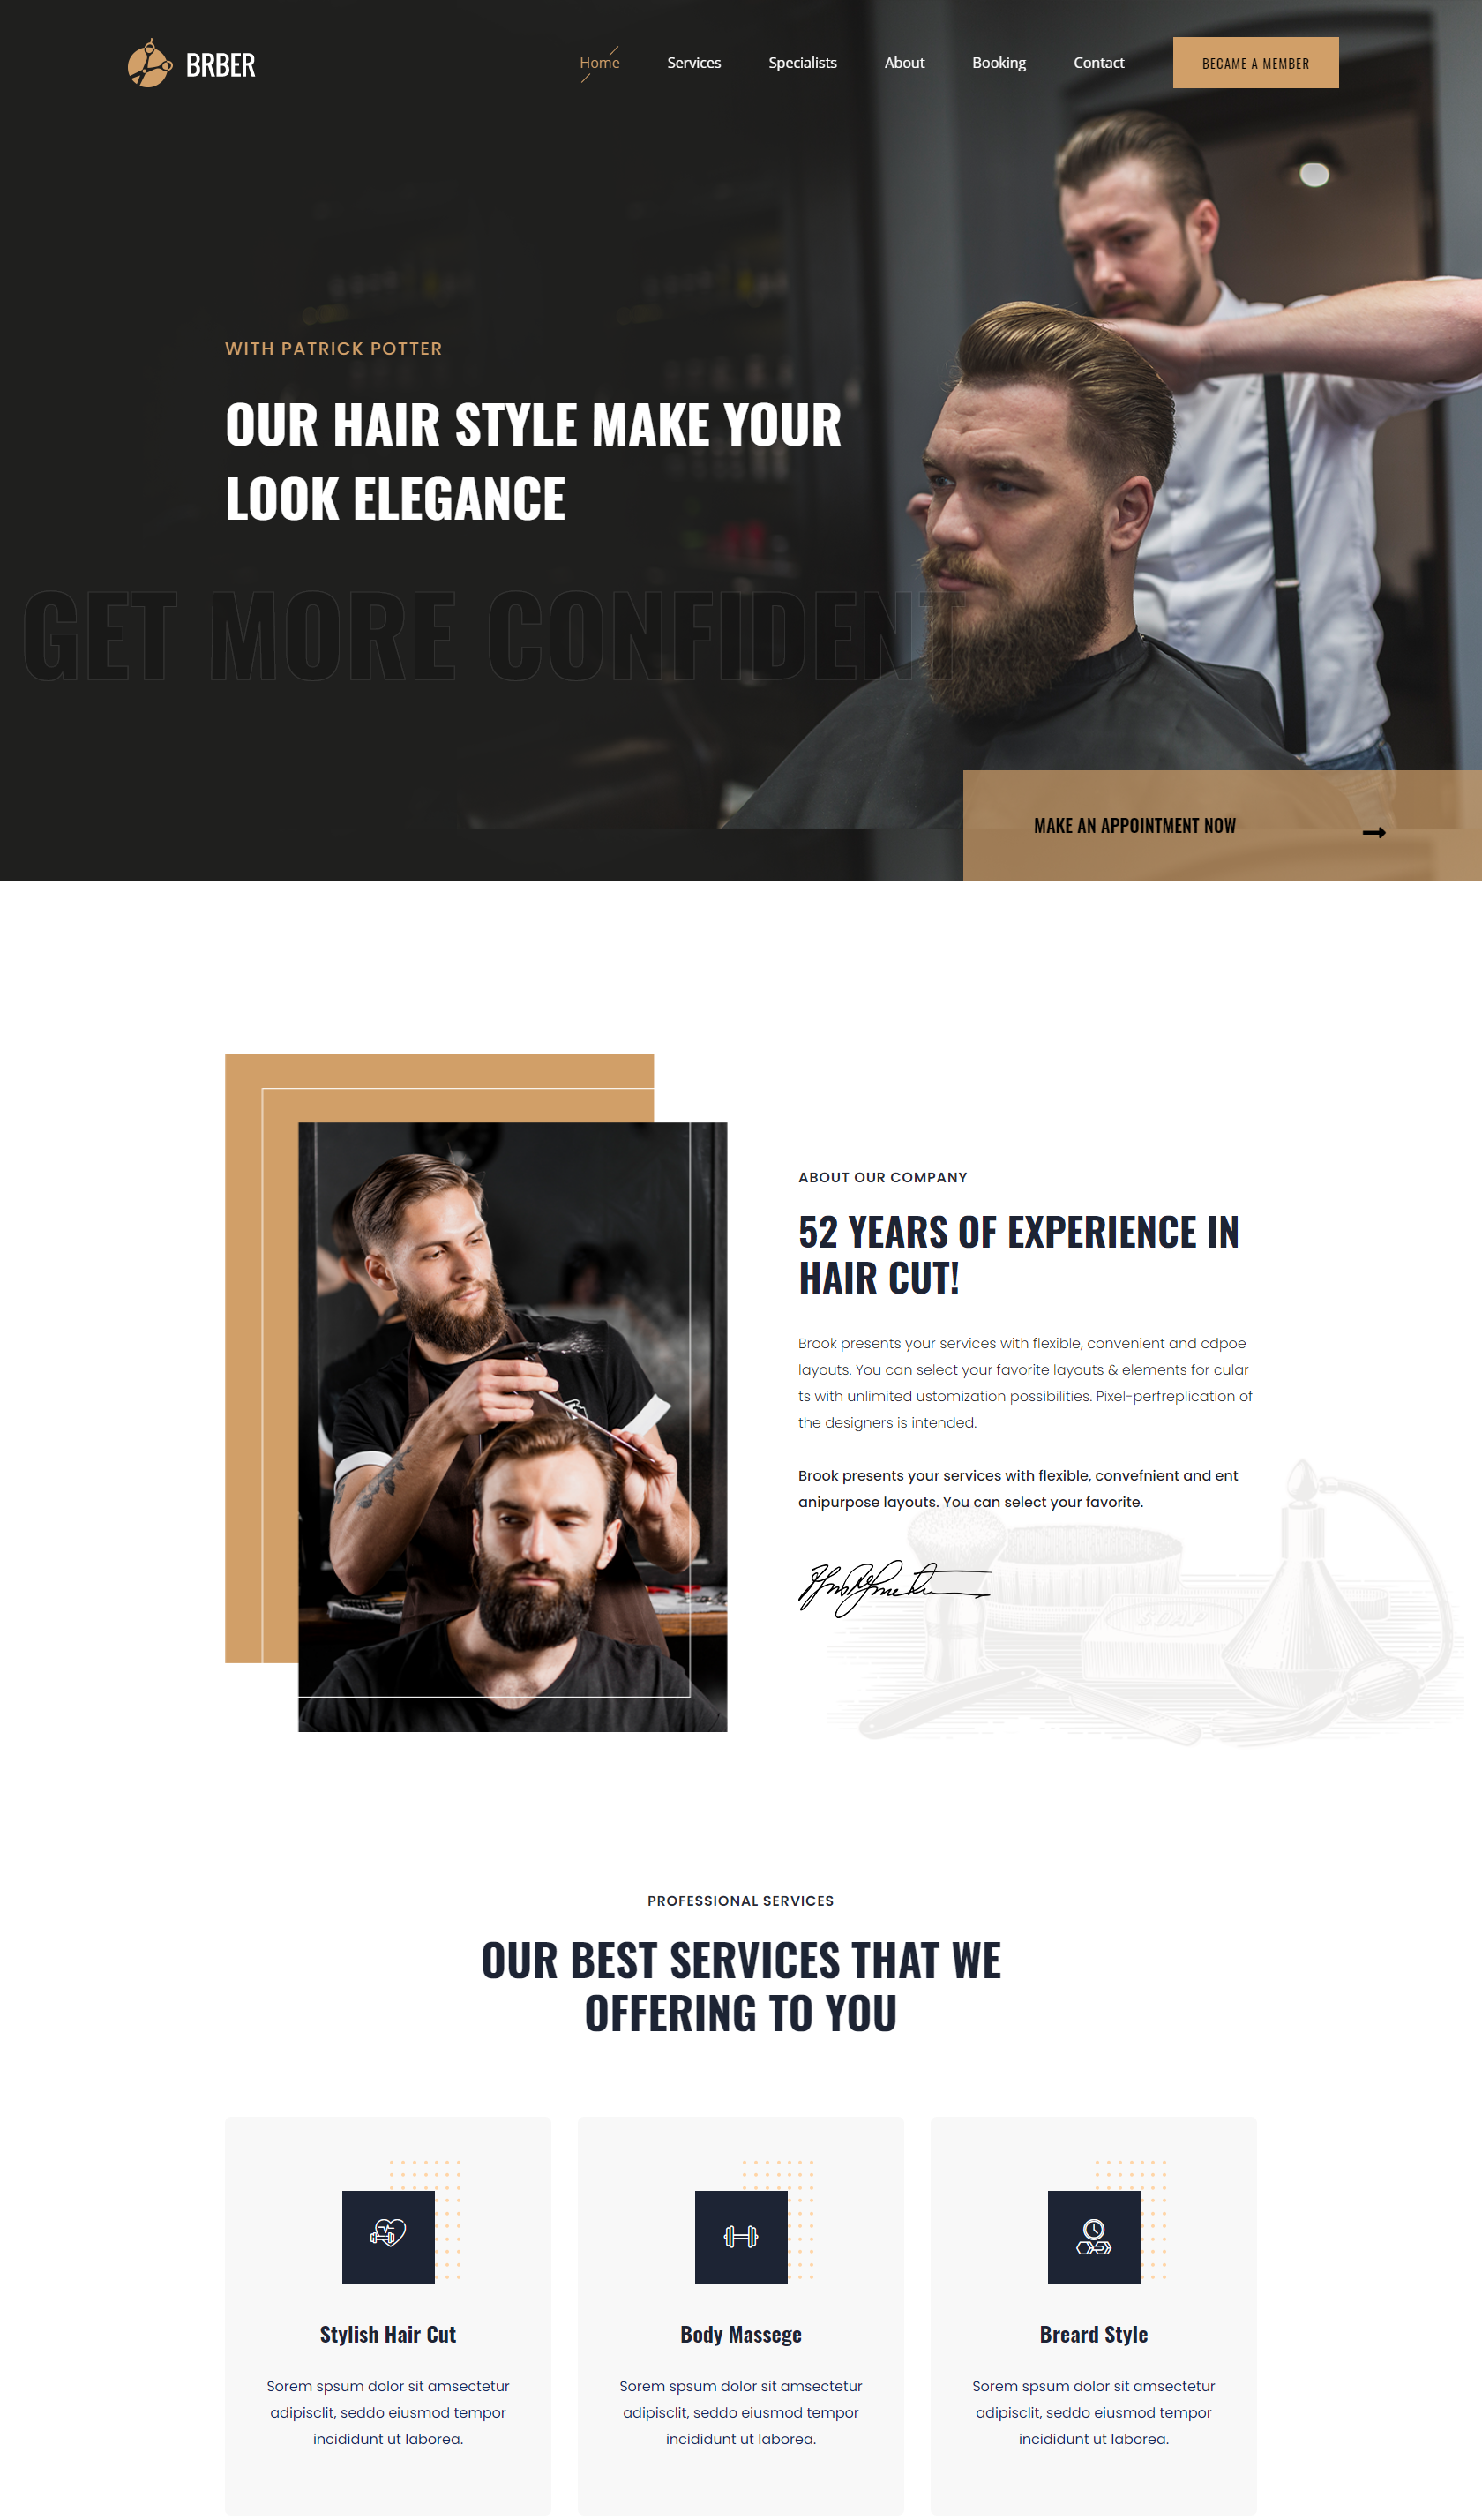 BRBER
Home Services Specialists About Booking Contact BECAME A MEMBER
WITH PATRICK POTTER
OUR HAIR STYLE MAKE YOUR
LOOK ELEGANCE
GET MORE CONFIDENT
MAKE AN APPOINTMENT NOW
ABOUT OUR COMPANY
52 YEARS OF EXPERIENCE IN
HAIR CUT!
Brook presents your services with flexible, convenient and cdpoe
layouts. You can select your favorite layouts & elements for cular
ts with unlimited ustomization possibilities. Pixel-perfreplication of
the designers is intended.
Brook presents your services with flexible, convefnient and ent
anipurpose layouts. You can select your favorite.
SOAP
PROFESSIONAL SERVICES
OUR BEST SERVICES THAT WE
OFFERING TO YOU
Stylish Hair Cut
Sorem spsum dolor sit amsectetur
adipisclit, seddo eiusmod tempor
incididunt ut laborea.
Body Massege
Sorem spsum dolor sit amsectetur
adipisclit, seddo eiusmod tempor
incididunt ut laborea.
Breard Style
Sorem spsum dolor sit amsectetur
adipisclit, seddo eiusmod tempor
incididunt ut laborea.